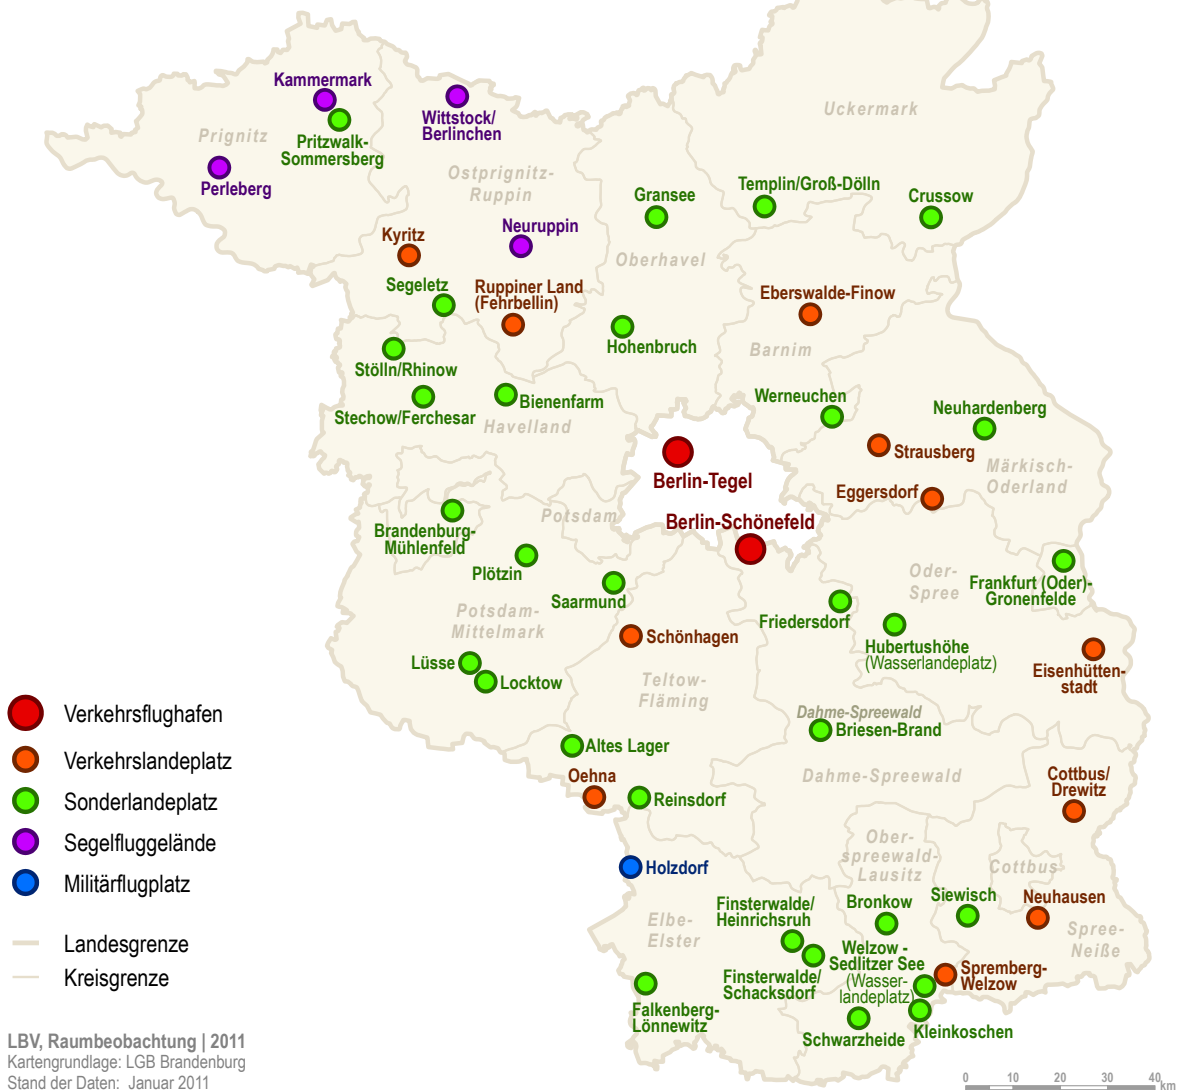 Kammermark
Prignitz
Pritzwalk-
Sommersberg
Perleberg
Wittstock/
Berlinchen
Ostprignitz-
Ruppin
Uckermark
Gransee
Templin/Groß-Dölln
Crussow
Kyritz
Neuruppin
Oberhavel
Segeletz
Ruppiner Land
(Fehrbellin)
Eberswalde-Finow
Hohenbruch
Barnim
Stölln/Rhinow
Stechow/Ferchesar
Bienenfarm
Havelland
Werneuchen
Neuhardenberg
Strausberg
Märkisch-
Oderland
Berlin-Tegel
Eggersdorf
Berlin-Schönefeld
Potsdam
Brandenburg-
Mühlenfeld
Plötzin
Saarmund
Oder-
Spree
Frankfurt (Oder)-
Gronenfelde
Potsdam-
Mittelmark
Friedersdorf
Schönhagen
Hubertushöhe
(Wasserlandeplatz)
Eisenhütten-
stadt
Lüsse
Locktow
Teltow-
Fläming
Dahme-Spreewald
Briesen-Brand
Altes Lager
Oehna
Reinsdorf
Dahme-Spreewald
Cottbus/
Drewitz
Holzdorf
Ober-
spreewald-
Lausitz
Cottbus
Finsterwalde/
Heinrichsruh
Bronkow
Siewisch
Neuhausen
Elbe-
Elster
Spree-
Neiße
Welzow -
Sedlitzer See
(Wasser-
landeplatz)
Spremberg-
Welzow
Finsterwalde/
Schacksdorf
Falkenberg-
Lönnewitz
Schwarzheide
Kleinkoschen
Verkehrsflughafen
Verkehrslandeplatz
Sonderlandeplatz
Segelfluggelände
Militärflugplatz
Landesgrenze
Kreisgrenze
LBV, Raumbeobachtung | 2011
Kartengrundlage: LGB Brandenburg
Stand der Daten: Januar 2011
0 10 20 30 40
km